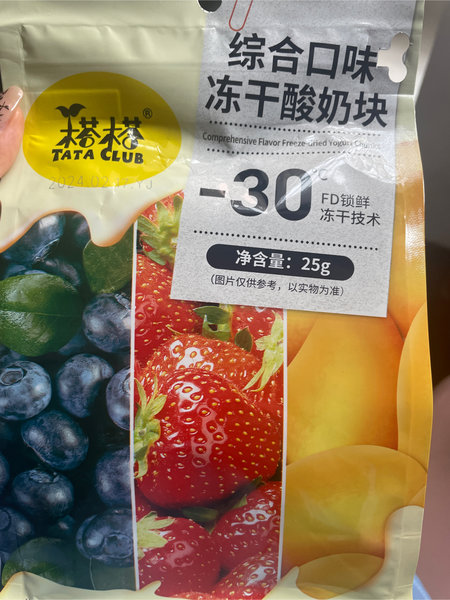 综合口味
冻干酸奶块
Comprehensive Flavor Freeze-dried Yogurt Chunks
-30℃
FD锁鲜
冻干技术
净含量：25g
(图片仅供参考，以实物为准)
®
TATA CLUB